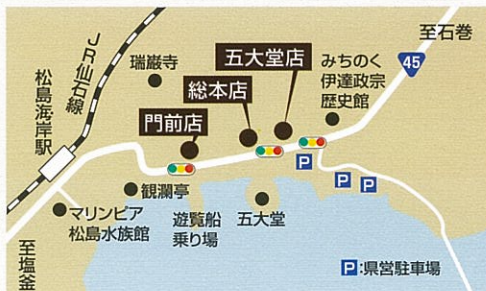 至石巻
45
JR仙石線
松島海岸駅
瑞巌寺
五大堂店
総本店
門前店
みちのく
伊達政宗
歴史館
P
P
P
観瀾亭
マリンピア
松島水族館
遊覧船
乗り場
五大堂
至塩釜
P:県営駐車場